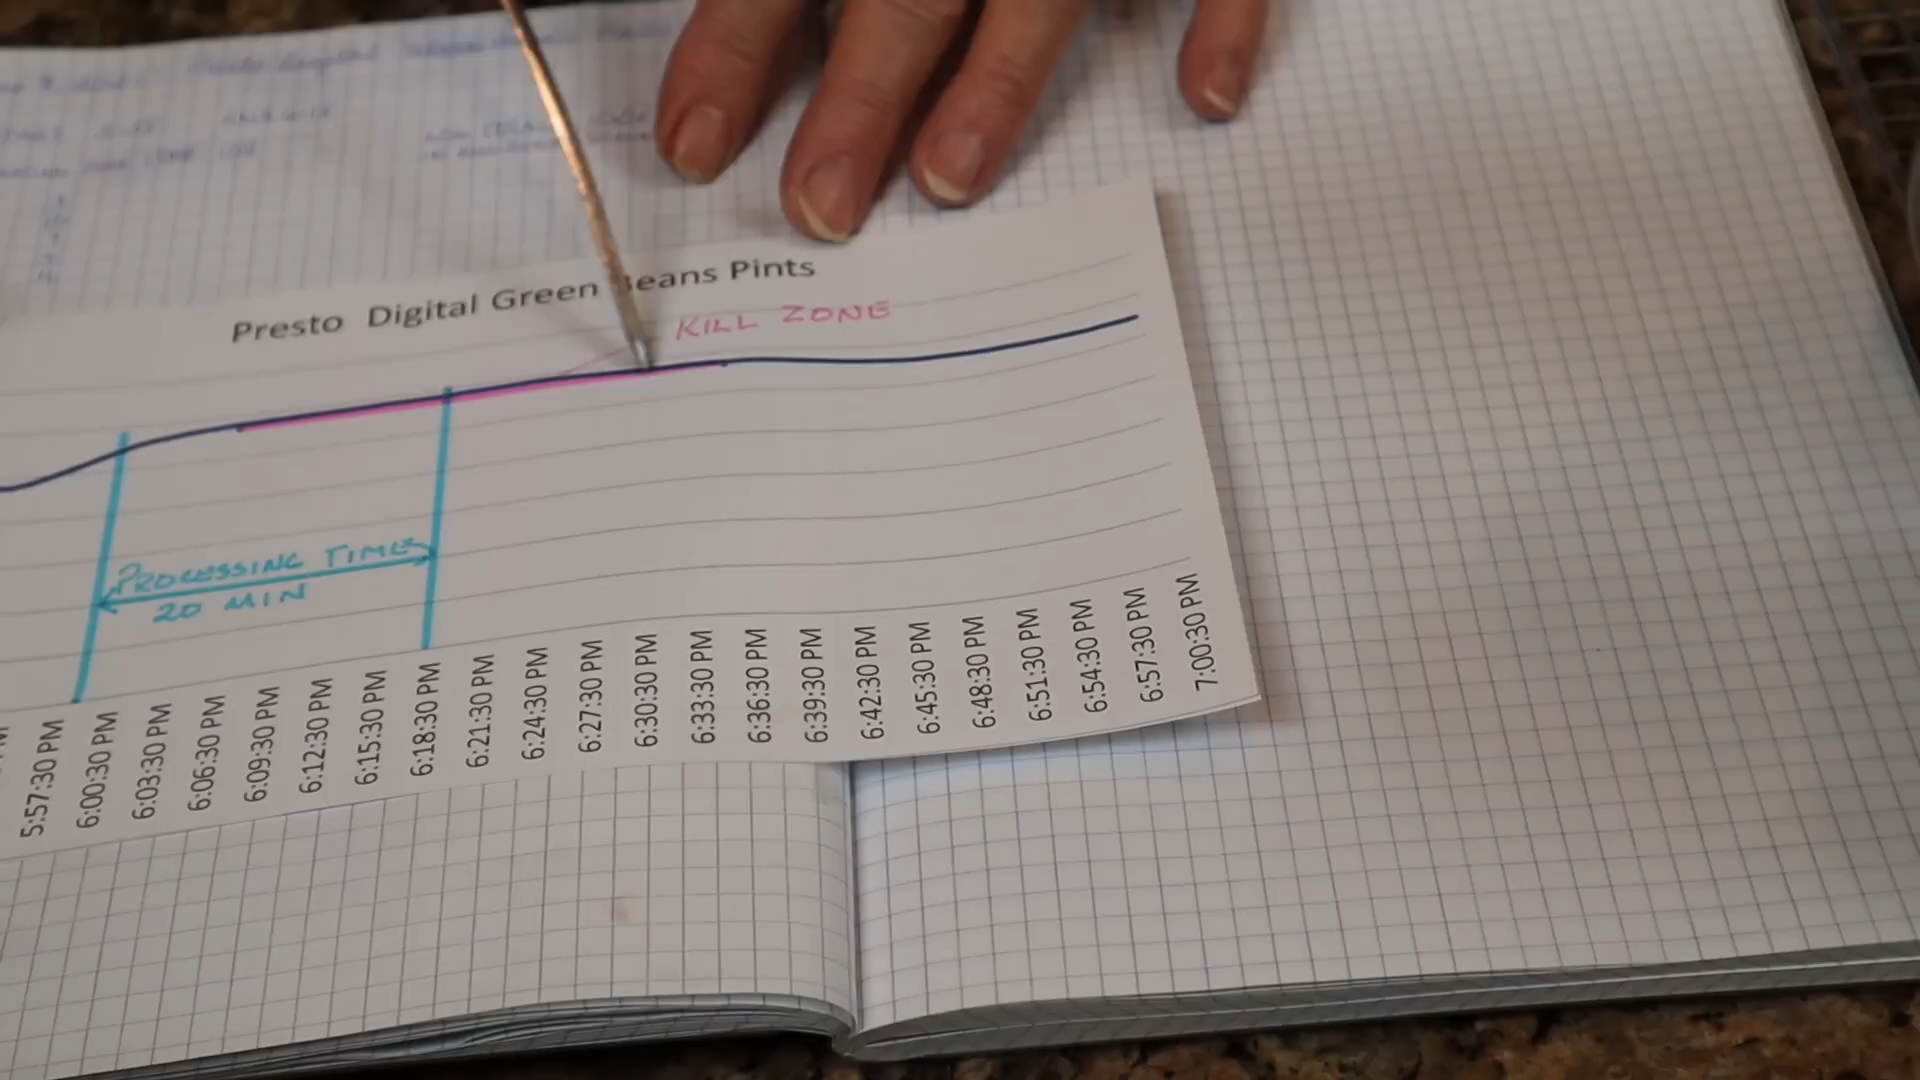 Presto Digital Green Beans Pints
KILL ZONE
PROCESSING TIME
20 MIN
5:57:30 PM
6:00:30 PM
6:03:30 PM
6:06:30 PM
6:09:30 PM
6:12:30 PM
6:15:30 PM
6:18:30 PM
6:21:30 PM
6:24:30 PM
6:27:30 PM
6:30:30 PM
6:33:30 PM
6:36:30 PM
6:39:30 PM
6:42:30 PM
6:45:30 PM
6:48:30 PM
6:51:30 PM
6:54:30 PM
6:57:30 PM
7:00:30 PM